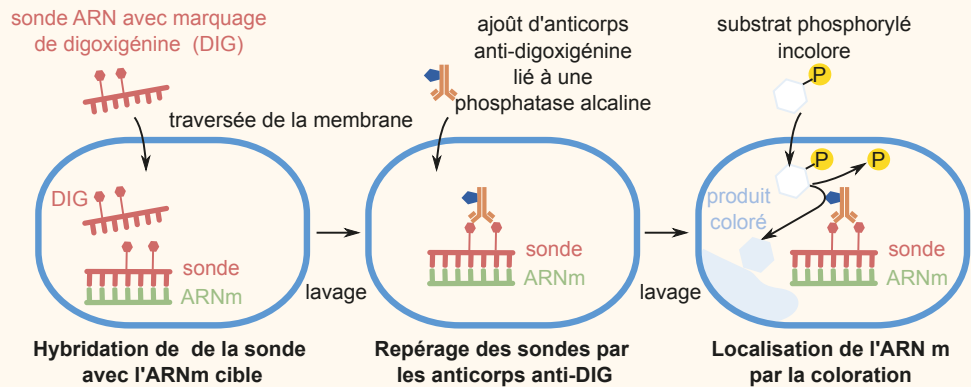 sonde ARN avec marquage
de digoxigénine (DIG)
traversée de la membrane
DIG
sonde
ARNm
Hybridation de de la sonde
avec l'ARNm cible
lavage
ajoût d'anticorps
anti-digoxigénine
lié à une
phosphatase alcaline
sonde
ARNm
Repérage des sondes par
les anticorps anti-DIG
lavage
substrat phosphorylé
incolore
P
P
P
produit
coloré
sonde
ARNm
Localisation de l'ARN m
par la coloration